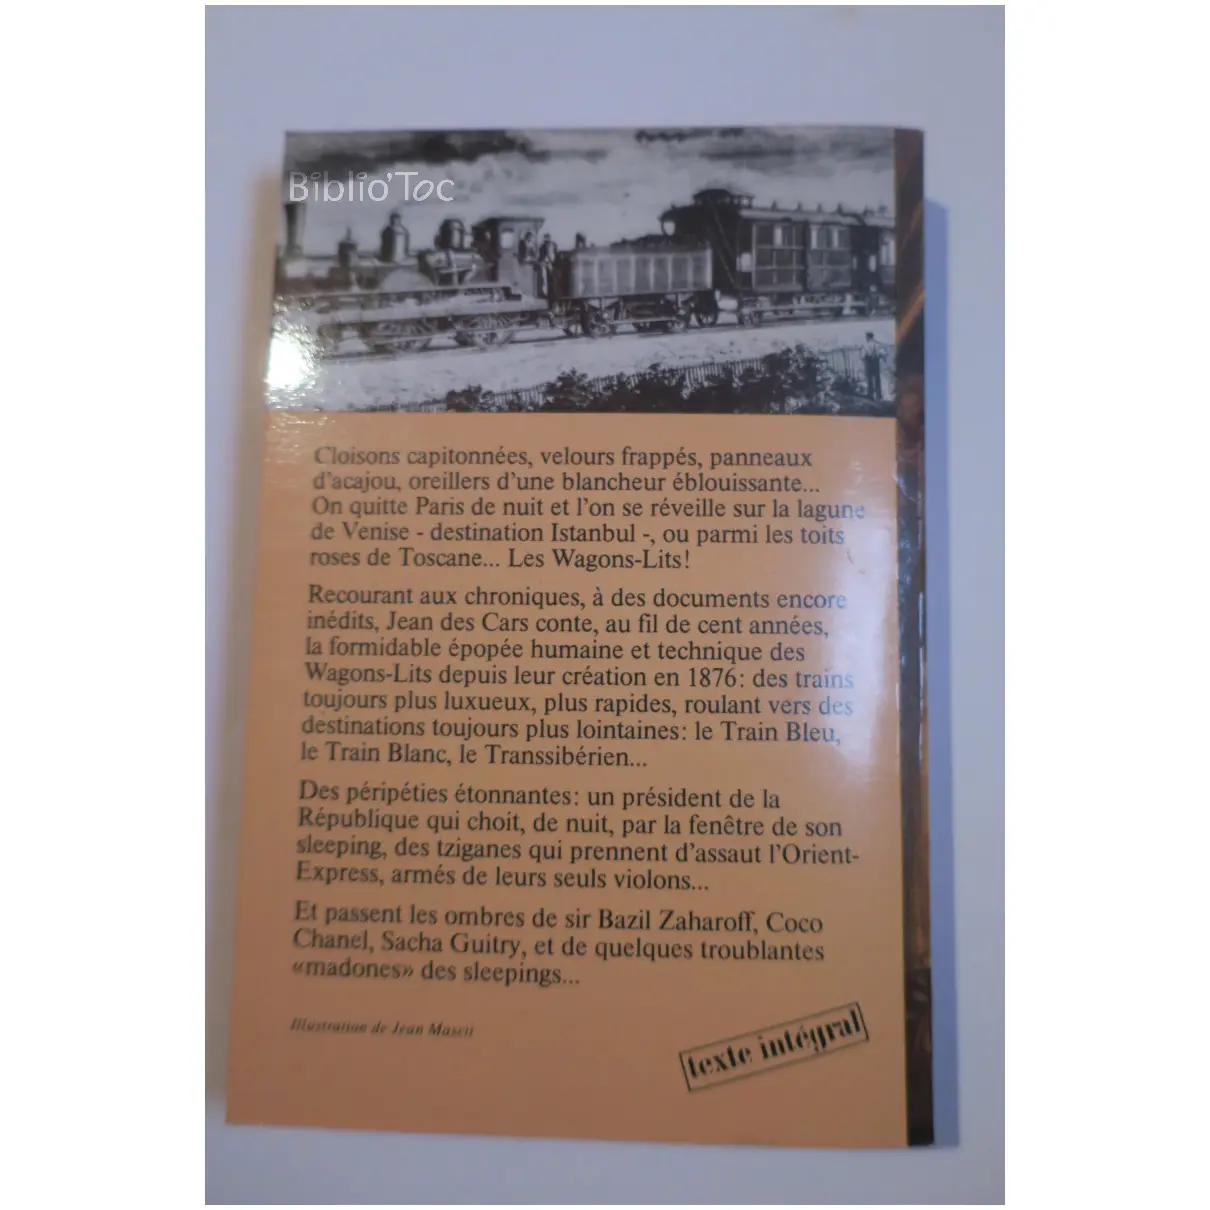 Biblio'Toc
Cloisons capitonnées, velours frappés, panneaux
d'acajou, oreillers d'une blancheur éblouissante...
On quitte Paris de nuit et l'on se réveille sur la lagune
de Venise - destination Istanbul -, ou parmi les toits
roses de Toscane... Les Wagons-Lits!
Recourant aux chroniques, à des documents encore
inédits, Jean des Cars conte, au fil de cent années,
la formidable épopée humaine et technique des
Wagons-Lits depuis leur création en 1876: des trains
toujours plus luxueux, plus rapides, roulant vers des
destinations toujours plus lointaines: le Train Bleu,
le Train Blanc, le Transsibérien...
Des péripéties étonnantes: un président de la
République qui choit, de nuit, par la fenêtre de son
sleeping, des tziganes qui prennent d'assaut l'Orient-
Express, armés de leurs seuls violons...
Et passent les ombres de sir Bazil Zaharoff, Coco
Chanel, Sacha Guitry, et de quelques troublantes
«madones» des sleepings...
Illustration de Jean Mascii
texte intégral